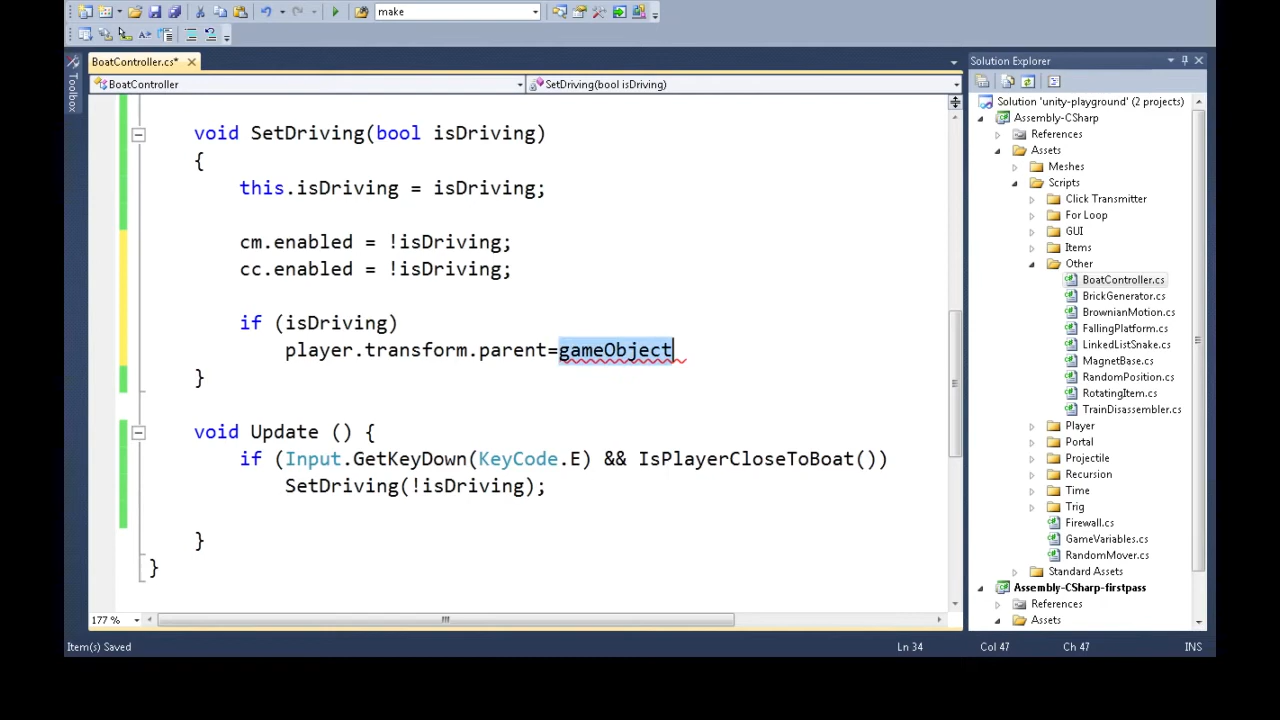 make
BoatController.cs*
Solution Explorer
Toolbox
BoatController
SetDriving(bool isDriving)
void SetDriving(bool isDriving)
{
this.isDriving = isDriving;
cm.enabled = !isDriving;
cc.enabled = !isDriving;
if (isDriving)
player.transform.parent=gameObject
}
void Update () {
if (Input.GetKeyDown(KeyCode.E) && IsPlayerCloseToBoat())
SetDriving(!isDriving);
}
}
Solution 'unity-playground' (2 projects)
Assembly-CSharp
References
Assets
Meshes
Scripts
Click Transmitter
For Loop
GUI
Items
Other
BoatController.cs
BrickGenerator.cs
BrownianMotion.cs
FallingPlatform.cs
LinkedListSnake.cs
MagnetBase.cs
RandomPosition.cs
RotatingItem.cs
TrainDisassembler.cs
Player
Portal
Projectile
Recursion
Time
Trig
Firewall.cs
GameVariables.cs
RandomMover.cs
Standard Assets
Assembly-CSharp-firstpass
References
Assets
177 %
Item(s) Saved
Ln 34
Col 47
Ch 47
INS